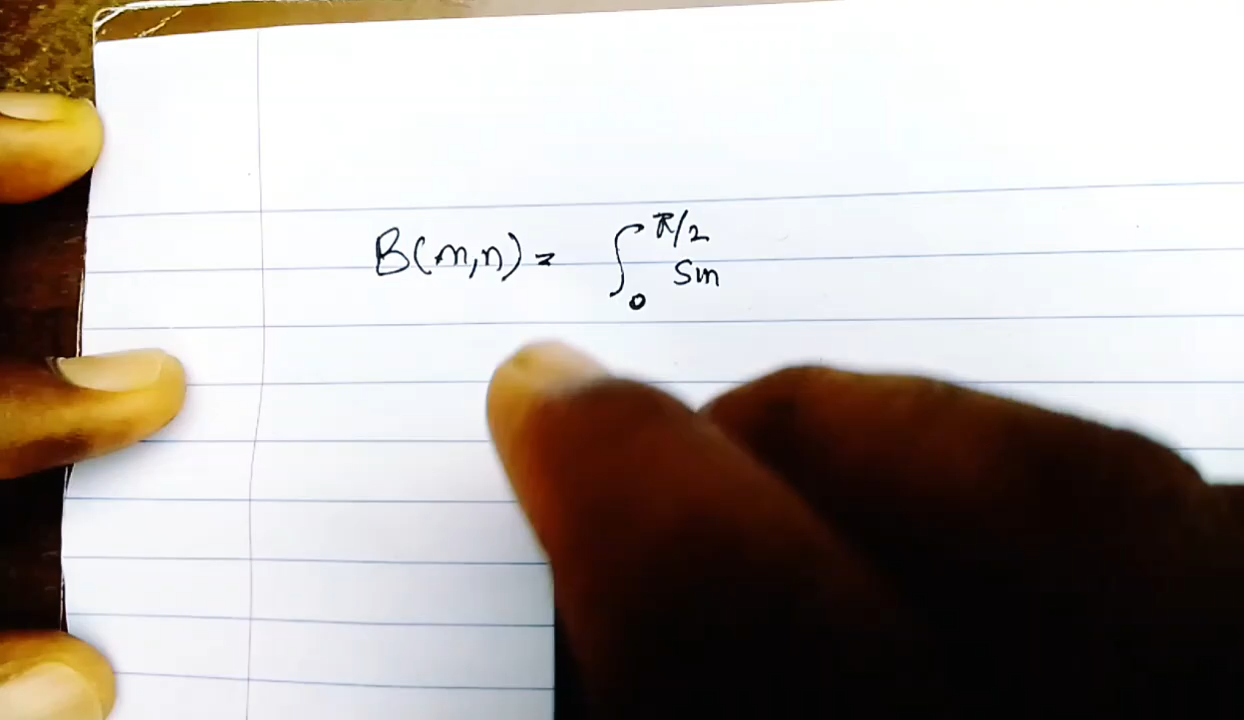 B(m,n) = ∫₀^π/2 Sin